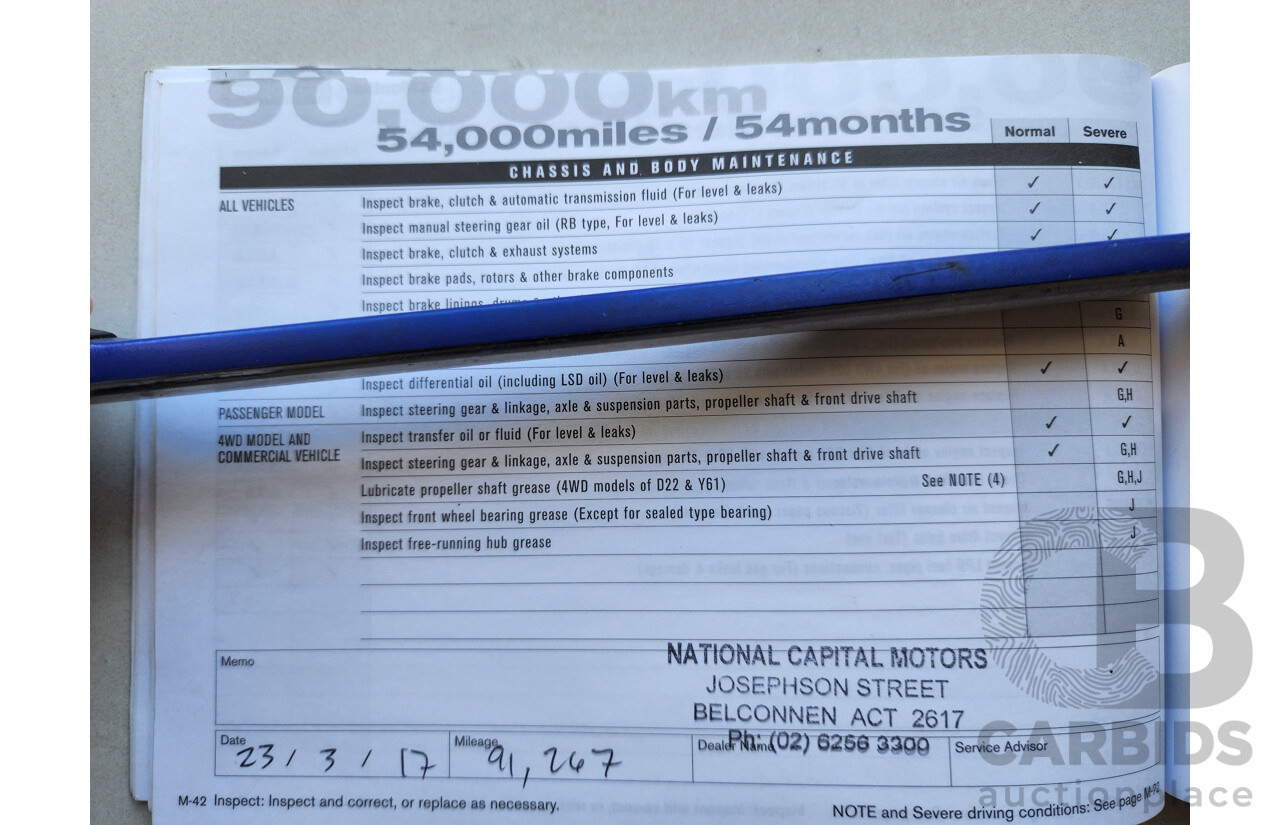 90,000km
54,000miles / 54months
Normal Severe
CHASSIS AND BODY MAINTENANCE
ALL VEHICLES Inspect brake, clutch & automatic transmission fluid (For level & leaks) ✓ ✓
Inspect manual steering gear oil (RB type, For level & leaks) ✓ ✓
Inspect brake, clutch & exhaust systems ✓ ✓
Inspect brake pads, rotors & other brake components
Inspect brake linings,
G
A
Inspect differential oil (including LSD oil) (For level & leaks) ✓ ✓
PASSENGER MODEL Inspect steering gear & linkage, axle & suspension parts, propeller shaft & front drive shaft G,H
4WD MODEL AND COMMERCIAL VEHICLE Inspect transfer oil or fluid (For level & leaks) ✓ ✓
Inspect steering gear & linkage, axle & suspension parts, propeller shaft & front drive shaft ✓ G,H
Lubricate propeller shaft grease (4WD models of D22 & Y61) See NOTE (4) G,H,J
Inspect front wheel bearing grease (Except for sealed type bearing) J
Inspect free-running hub grease J
Memo
NATIONAL CAPITAL MOTORS
JOSEPHSON STREET
BELCONNEN ACT 2617
Ph: (02) 6256 3300
Date 23/3/17 Mileage 91,267 Dealer Name Service Advisor
M-42 Inspect: Inspect and correct, or replace as necessary.
NOTE and Severe driving conditions: See page M-72
CARBIDS
auctionplace